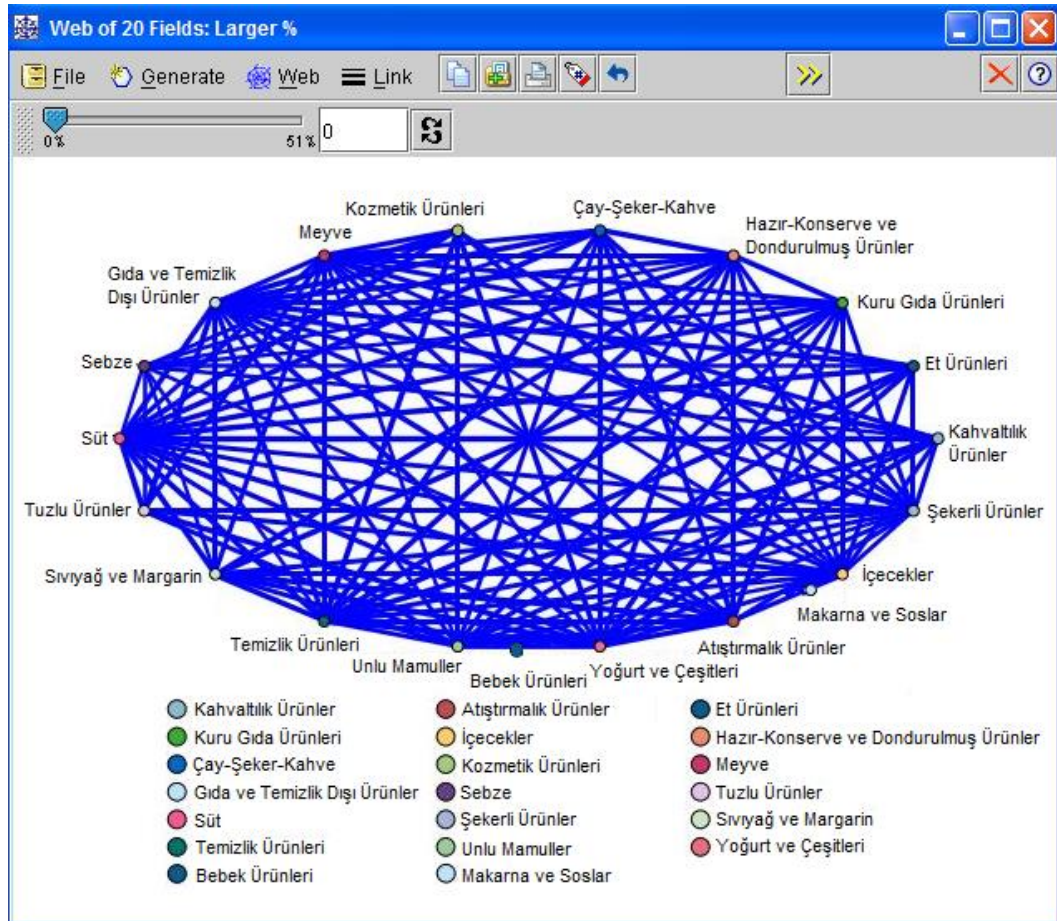 Web of 20 Fields: Larger %
File Generate Web Link
0% 51% 0
Kozmetik Ürünleri
Çay-Şeker-Kahve
Meyve
Hazır-Konserve ve
Dondurulmuş Ürünler
Gıda ve Temizlik
Dışı Ürünler
Kuru Gıda Ürünleri
Sebze
Et Ürünleri
Süt
Kahvaltılık
Ürünler
Tuzlu Ürünler
Şekerli Ürünler
Sıvıyağ ve Margarin
İçecekler
Makarna ve Soslar
Temizlik Ürünleri
Atıştırmalık Ürünler
Unlu Mamuller
Bebek Ürünleri
Yoğurt ve Çeşitleri
Kahvaltılık Ürünler
Atıştırmalık Ürünler
Et Ürünleri
Kuru Gıda Ürünleri
İçecekler
Hazır-Konserve ve Dondurulmuş Ürünler
Çay-Şeker-Kahve
Kozmetik Ürünleri
Meyve
Gıda ve Temizlik Dışı Ürünler
Sebze
Tuzlu Ürünler
Süt
Şekerli Ürünler
Sıvıyağ ve Margarin
Temizlik Ürünleri
Unlu Mamuller
Yoğurt ve Çeşitleri
Bebek Ürünleri
Makarna ve Soslar